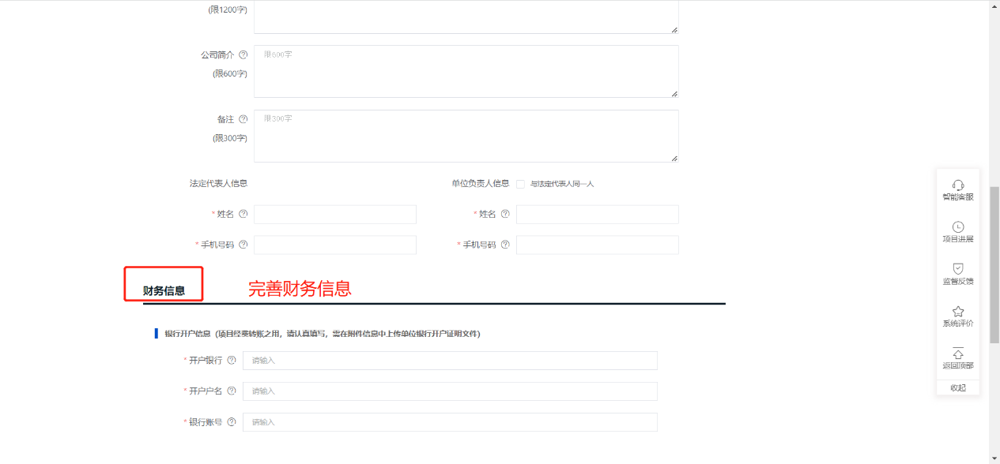 (限1200字)
公司简介 限600字
(限600字)
备注 限300字
(限300字)
法定代表人信息 单位负责人信息 与法定代表人同一人
*姓名 *姓名
*手机号码 *手机号码
财务信息 完善财务信息
银行开户信息（项目经费转账之用，请认真填写，需在附件信息中上传单位银行开户证明文件）
*开户银行 请输入
*开户户名 请输入
*银行账号 请输入
智能客服
项目进展
监督反馈
系统评价
返回顶部
收起